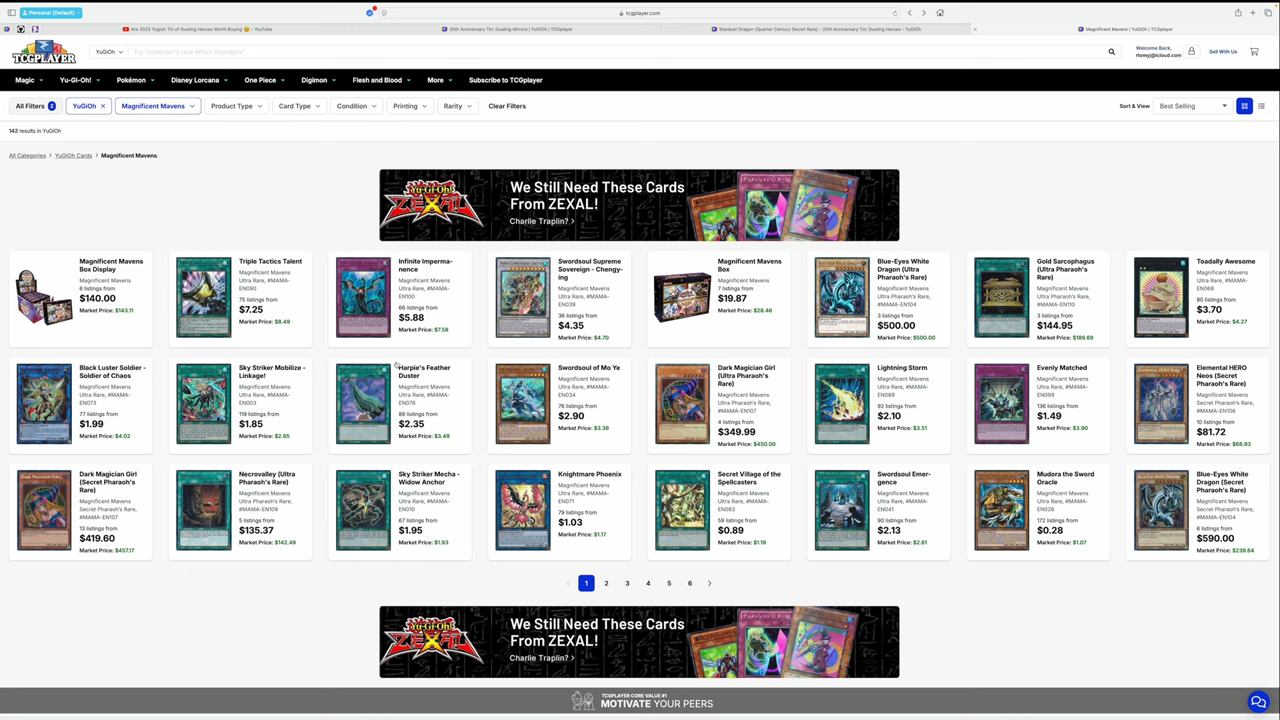 Personal (Default)
tcgplayer.com
Are 2023 Yugioh Tin of Dueling Heroes Worth Buying 🤔 - YouTube
25th Anniversary Tin: Dueling Mirrors | YuGiOh | TCGplayer
Stardust Dragon (Quarter Century Secret Rare) - 25th Anniversary Tin: Dueling Heroes - YuGiOh
Magnificent Mavens | YuGiOh | TCGplayer
TCGPLAYER
YuGiOh
Try "collector's rare effect monsters"
Welcome Back,
rtomyj@icloud.com
Sell With Us
Magic
Yu-Gi-Oh!
Pokémon
Disney Lorcana
One Piece
Digimon
Flesh and Blood
More
Subscribe to TCGplayer
All Filters 2
YuGiOh
Magnificent Mavens
Product Type
Card Type
Condition
Printing
Rarity
Clear Filters
Sort & View
Best Selling
142 results in YuGiOh
All Categories > YuGiOh Cards > Magnificent Mavens
Yu-Gi-Oh!
ZEXAL
We Still Need These Cards
From ZEXAL!
Charlie Traplin? >
Magnificent Mavens
Box Display
Magnificent Mavens
6 listings from
$140.00
Market Price: $143.11
Triple Tactics Talent
Magnificent Mavens
Ultra Rare, #MAMA-
EN090
75 listings from
$7.25
Market Price: $8.49
Infinite Imperma-
nence
Magnificent Mavens
Ultra Rare, #MAMA-
EN100
66 listings from
$5.88
Market Price: $7.58
Swordsoul Supreme
Sovereign - Chengy-
ing
Magnificent Mavens
Ultra Rare, #MAMA-
EN039
36 listings from
$4.35
Market Price: $4.70
Magnificent Mavens
Box
Magnificent Mavens
7 listings from
$19.87
Market Price: $28.46
Blue-Eyes White
Dragon (Ultra
Pharaoh's Rare)
Magnificent Mavens
Ultra Pharaoh's Rare,
#MAMA-EN104
3 listings from
$500.00
Market Price: $500.00
Gold Sarcophagus
(Ultra Pharaoh's
Rare)
Magnificent Mavens
Ultra Pharaoh's Rare,
#MAMA-EN110
3 listings from
$144.95
Market Price: $189.69
Toadally Awesome
Magnificent Mavens
Ultra Rare, #MAMA-
EN068
80 listings from
$3.70
Market Price: $4.27
Black Luster Soldier -
Soldier of Chaos
Magnificent Mavens
Ultra Rare, #MAMA-
EN073
77 listings from
$1.99
Market Price: $4.02
Sky Striker Mobilize -
Linkage!
Magnificent Mavens
Ultra Rare, #MAMA-
EN003
119 listings from
$1.85
Market Price: $2.65
Harpie's Feather
Duster
Magnificent Mavens
Ultra Rare, #MAMA-
EN076
89 listings from
$2.35
Market Price: $3.49
Swordsoul of Mo Ye
Magnificent Mavens
Ultra Rare, #MAMA-
EN034
76 listings from
$2.90
Market Price: $3.36
Dark Magician Girl
(Ultra Pharaoh's
Rare)
Magnificent Mavens
Ultra Pharaoh's Rare,
#MAMA-EN107
4 listings from
$349.99
Market Price: $450.00
Lightning Storm
Magnificent Mavens
Ultra Rare, #MAMA-
EN089
92 listings from
$2.10
Market Price: $3.51
Evenly Matched
Magnificent Mavens
Ultra Rare, #MAMA-
EN099
136 listings from
$1.49
Market Price: $3.90
Elemental HERO
Neos (Secret
Pharaoh's Rare)
Magnificent Mavens
Secret Pharaoh's Rare,
#MAMA-EN106
10 listings from
$81.72
Market Price: $68.93
Dark Magician Girl
(Secret Pharaoh's
Rare)
Magnificent Mavens
Secret Pharaoh's Rare,
#MAMA-EN107
13 listings from
$419.60
Market Price: $457.17
Necrovalley (Ultra
Pharaoh's Rare)
Magnificent Mavens
Ultra Pharaoh's Rare,
#MAMA-EN109
5 listings from
$135.37
Market Price: $142.49
Sky Striker Mecha -
Widow Anchor
Magnificent Mavens
Ultra Rare, #MAMA-
EN010
67 listings from
$1.95
Market Price: $1.93
Knightmare Phoenix
Magnificent Mavens
Ultra Rare, #MAMA-
EN071
79 listings from
$1.03
Market Price: $1.17
Secret Village of the
Spellcasters
Magnificent Mavens
Ultra Rare, #MAMA-
EN083
59 listings from
$0.89
Market Price: $1.19
Swordsoul Emer-
gence
Magnificent Mavens
Ultra Rare, #MAMA-
EN041
90 listings from
$2.13
Market Price: $2.61
Mudora the Sword
Oracle
Magnificent Mavens
Ultra Rare, #MAMA-
EN026
172 listings from
$0.28
Market Price: $1.07
Blue-Eyes White
Dragon (Secret
Pharaoh's Rare)
Magnificent Mavens
Secret Pharaoh's Rare,
#MAMA-EN104
6 listings from
$590.00
Market Price: $239.64
1 2 3 4 5 6
Yu-Gi-Oh!
ZEXAL
We Still Need These Cards
From ZEXAL!
Charlie Traplin? >
TCGPLAYER CORE VALUE #1
MOTIVATE YOUR PEERS